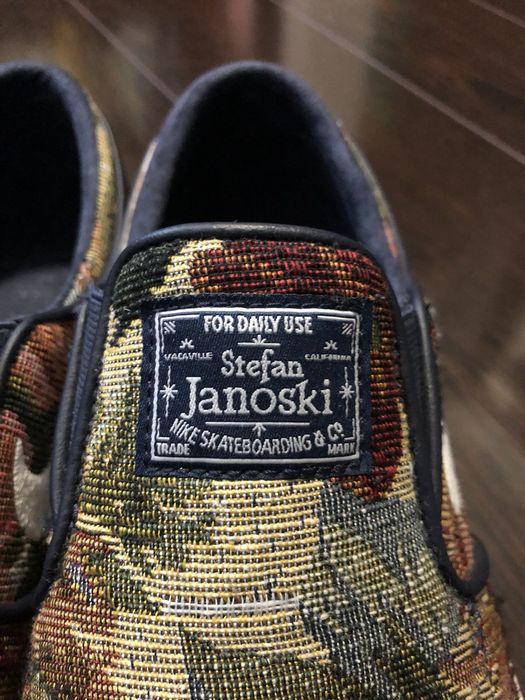 FOR DAILY USE
VACAVILLE CALIFORNIA
Stefan
Janoski
NIKE SKATEBOARDING & Co
TRADE MARK